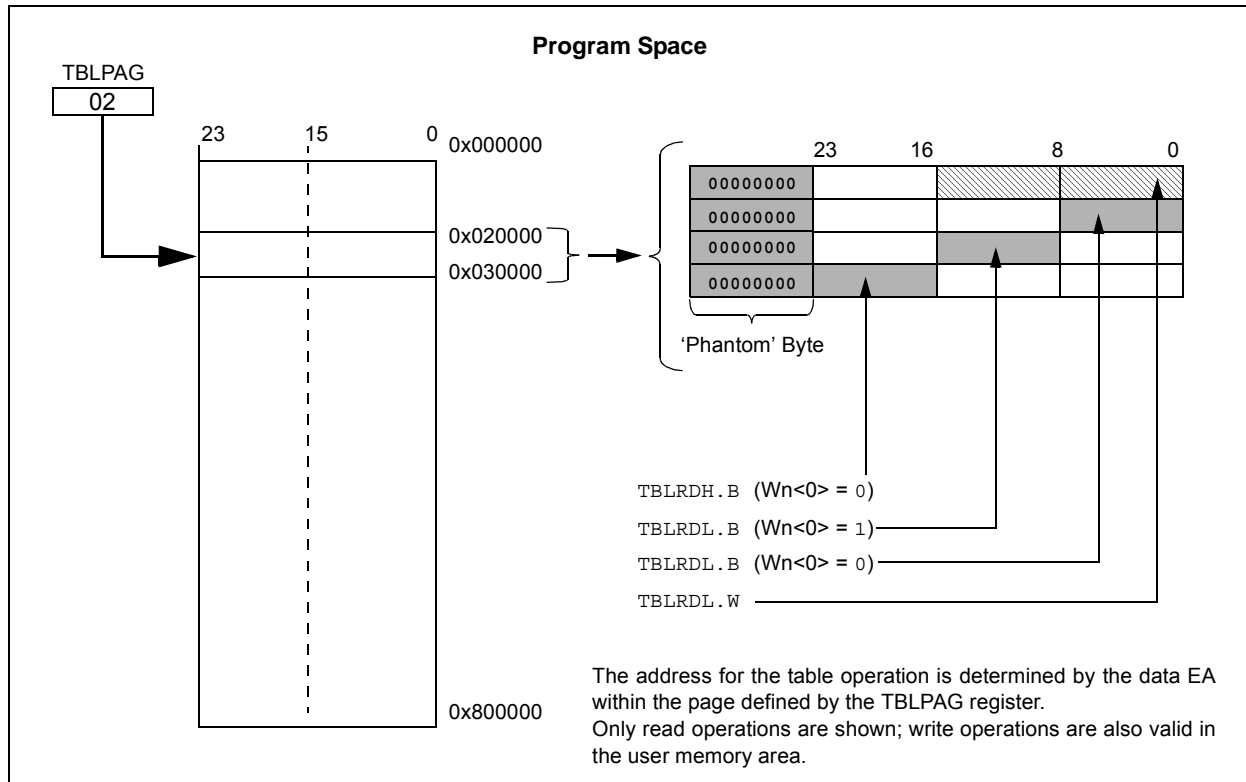 Program Space
TBLPAG
02
23 15 0
0x000000
0x020000
0x030000
0x800000
23 16 8 0
00000000
00000000
00000000
00000000
‘Phantom’ Byte
TBLRDH.B (Wn<0> = 0)
TBLRDL.B (Wn<0> = 1)
TBLRDL.B (Wn<0> = 0)
TBLRDL.W
The address for the table operation is determined by the data EA
within the page defined by the TBLPAG register.
Only read operations are shown; write operations are also valid in
the user memory area.